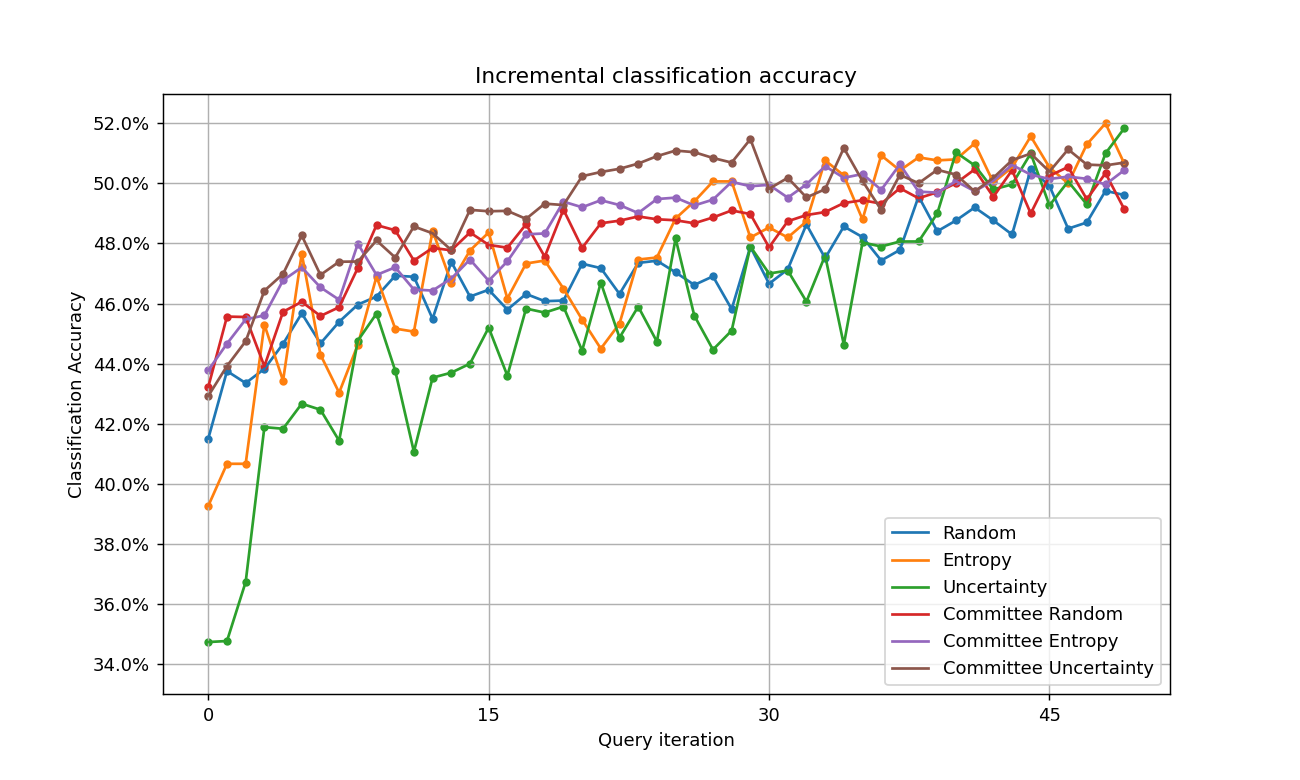 Incremental classification accuracy
52.0%
50.0%
48.0%
46.0%
44.0%
42.0%
40.0%
38.0%
36.0%
34.0%
Classification Accuracy
0
15
30
45
Query iteration
Random
Entropy
Uncertainty
Committee Random
Committee Entropy
Committee Uncertainty